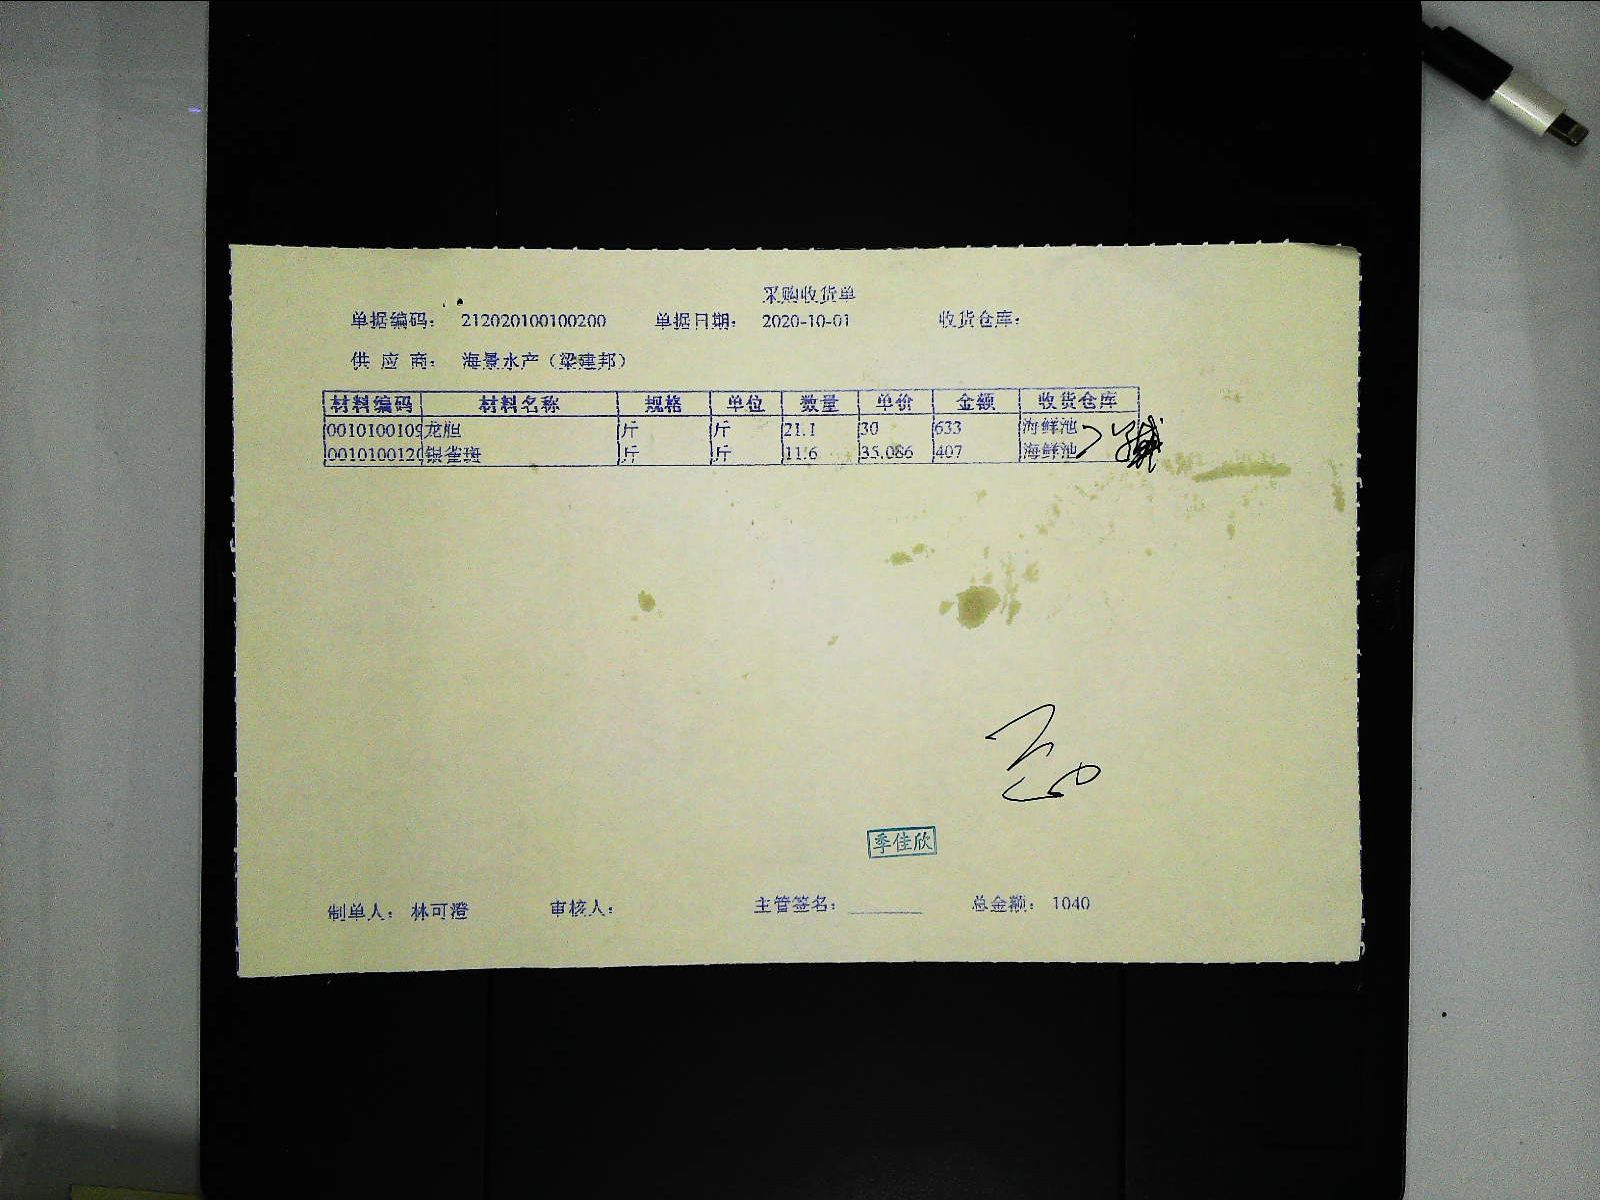 采购收货单
单据编码： 212020100100200 单据日期： 2020-10-01 收货仓库：
供 应 商： 海景水产（梁建邦）
材料编码 材料名称 规格 单位 数量 单价 金额 收货仓库
0010100109 龙胆 斤 斤 21.1 30 633 海鲜池
0010100120 银雀斑 斤 斤 11.6 35.086 407 海鲜池
季佳欣
制单人： 林可澄 审核人： 主管签名： 总金额： 1040